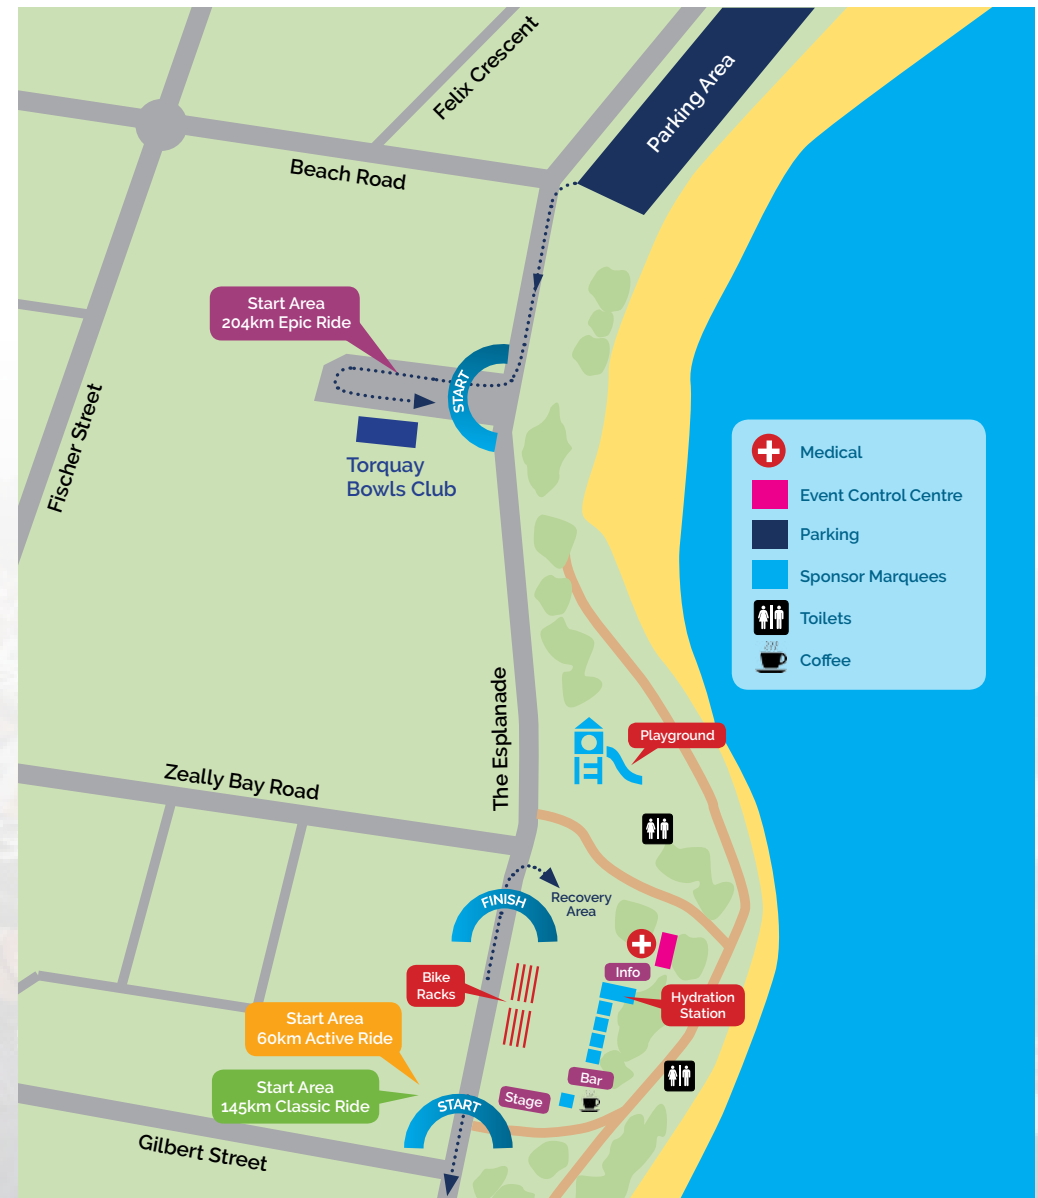 Felix Crescent
Parking Area
Beach Road
Start Area
204km Epic Ride
START
Fischer Street
Torquay
Bowls Club
Medical
Event Control Centre
Parking
Sponsor Marquees
Toilets
Coffee
The Esplanade
Playground
Zeally Bay Road
FINISH
Recovery
Area
Bike
Racks
Info
Hydration
Station
Start Area
60km Active Ride
Start Area
145km Classic Ride
START
Stage
Bar
Gilbert Street